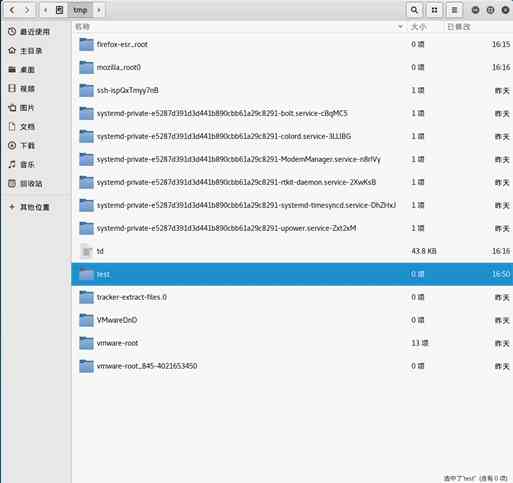 tmp
名称 大小 已修改
最近使用
主目录
桌面
视频
图片
文档
下载
音乐
回收站
其他位置
firefox-esr_root 0 项 16:15
mozilla_root0 0 项 16:16
ssh-ispQxTmyy7nB 1 项 昨天
systemd-private-e5287d391d3d441b890cbb61a29c8291-bolt.service-cBqMC5 1 项 昨天
systemd-private-e5287d391d3d441b890cbb61a29c8291-colord.service-3LLlBG 1 项 昨天
systemd-private-e5287d391d3d441b890cbb61a29c8291-ModemManager.service-n8rIVy 1 项 昨天
systemd-private-e5287d391d3d441b890cbb61a29c8291-rtkit-daemon.service-2XwKsB 1 项 昨天
systemd-private-e5287d391d3d441b890cbb61a29c8291-systemd-timesyncd.service-DhZHxJ 1 项 昨天
systemd-private-e5287d391d3d441b890cbb61a29c8291-upower.service-Zxt2xM 1 项 昨天
td 43.8 KB 16:16
test 0 项 16:50
tracker-extract-files.0 0 项 昨天
VMwareDnD 0 项 昨天
vmware-root 13 项 昨天
vmware-root_845-4021653450 0 项 昨天
选中了"test" (含有 0 项)